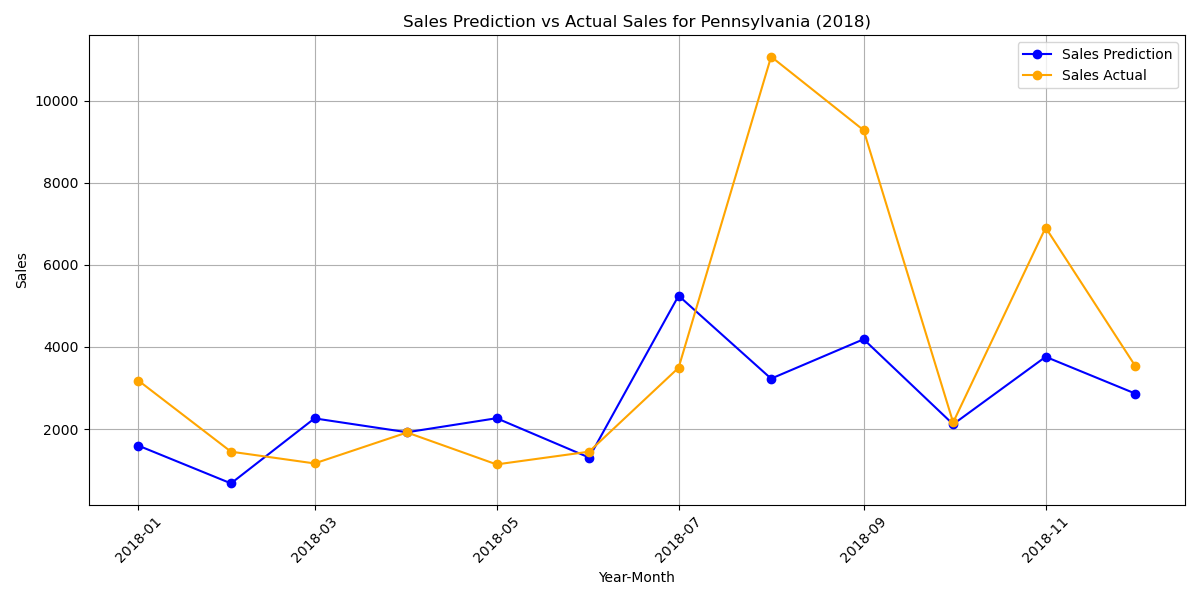 Sales Prediction vs Actual Sales for Pennsylvania (2018)
Sales Prediction
Sales Actual
10000
8000
6000
4000
2000
Sales
2018-01
2018-03
2018-05
2018-07
2018-09
2018-11
Year-Month